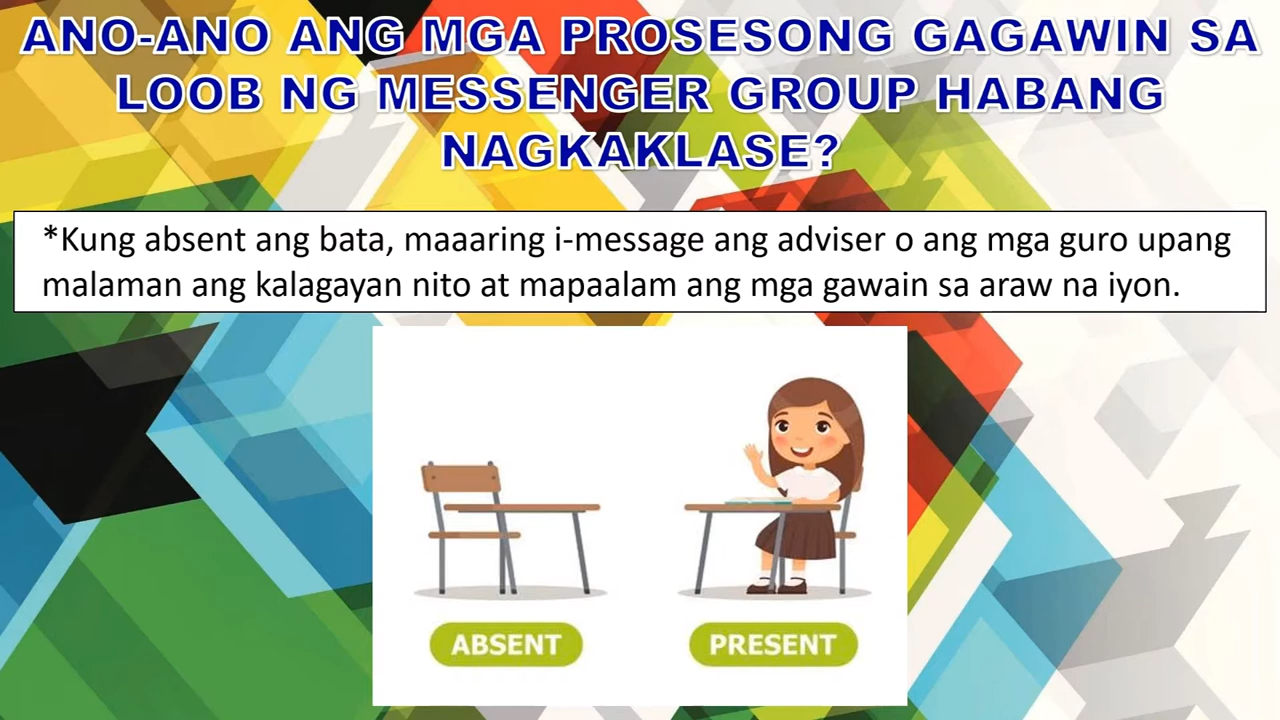 ANO-ANO ANG MGA PROSESONG GAGAWIN SA
LOOB NG MESSENGER GROUP HABANG
NAGKAKLASE?
*Kung absent ang bata, maaaring i-message ang adviser o ang mga guro upang
malaman ang kalagayan nito at mapaalam ang mga gawain sa araw na iyon.
ABSENT
PRESENT